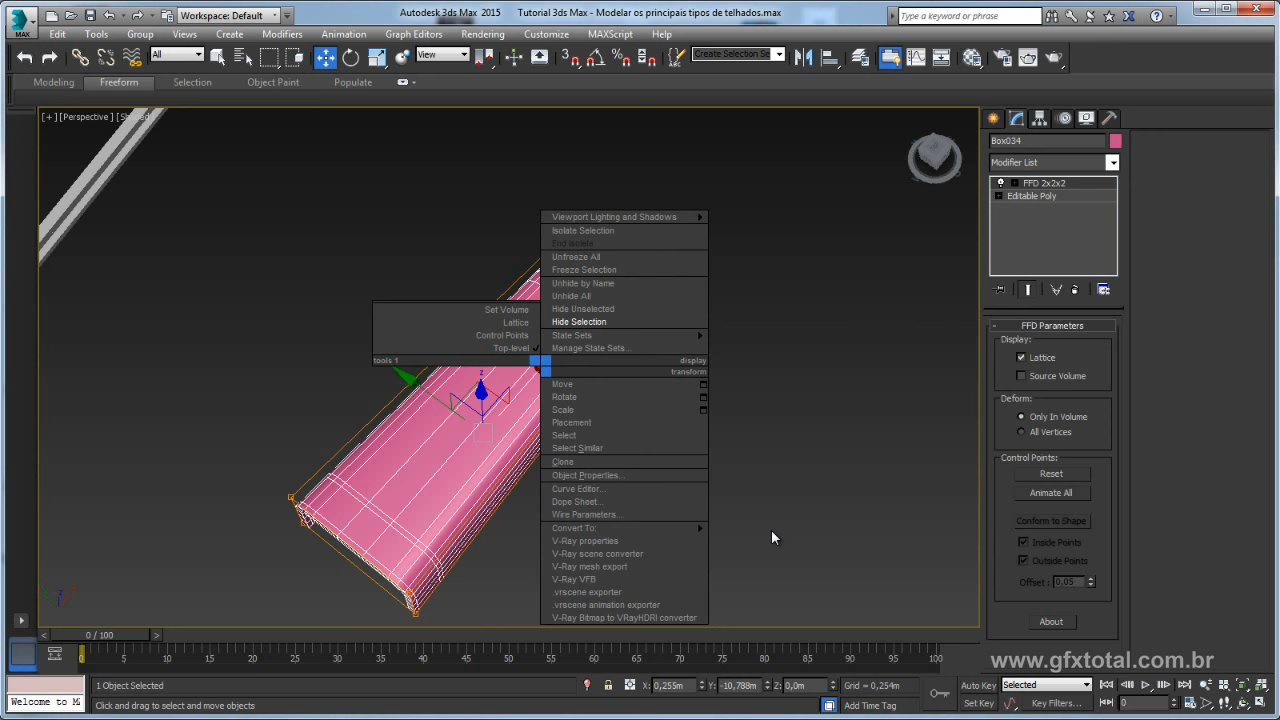 Autodesk 3ds Max 2015 Tutorial 3ds Max - Modelar os principais tipos de telhados.max
MAX
Workspace: Default
Type a keyword or phrase
Edit Tools Group Views Create Modifiers Animation Graph Editors Rendering Customize MAXScript Help
All
View
Create Selection Se
Modeling Freeform Selection Object Paint Populate
[+] [Perspective] [Shaded]
Viewport Lighting and Shadows
Isolate Selection
End Isolate
Unfreeze All
Freeze Selection
Unhide by Name
Unhide All
Hide Unselected
Hide Selection
State Sets
Manage State Sets...
display
Set Volume
Lattice
Control Points
Top-level
tools 1
transform
Move
Rotate
Scale
Placement
Select
Select Similar
Clone
Object Properties...
Curve Editor...
Dope Sheet...
Wire Parameters...
Convert To:
V-Ray properties
V-Ray scene converter
V-Ray mesh export
V-Ray VFB
.vrscene exporter
.vrscene animation exporter
V-Ray Bitmap to VRayHDRI converter
z
Box034
Modifier List
FFD 2x2x2
Editable Poly
FFD Parameters
Display:
Lattice
Source Volume
Deform:
Only In Volume
All Vertices
Control Points:
Reset
Animate All
Conform to Shape
Inside Points
Outside Points
Offset : 0,05
About
www.gfxtotal.com.br
0 / 100
0 5 10 15 20 25 30 35 40 45 50 55 60 65 70 75 80 85 90 95 100
1 Object Selected
X: 0,255m Y: -10,788m Z: 0,0m Grid = 0,254m
Auto Key Selected
Welcome to M
Click and drag to select and move objects
Add Time Tag
Set Key Key Filters... 0